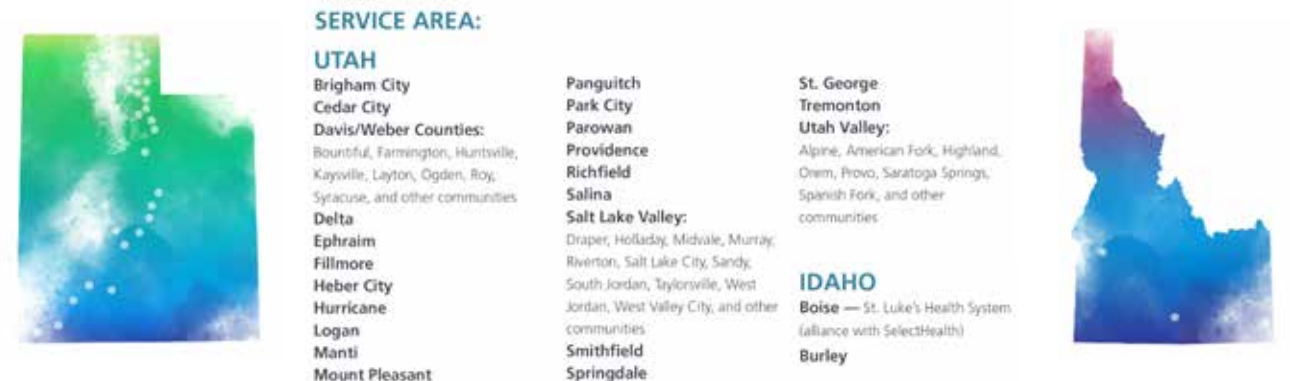 SERVICE AREA:
UTAH
Brigham City
Cedar City
Davis/Weber Counties:
Bountiful, Farmington, Huntsville,
Kaysville, Layton, Ogden, Roy,
Syracuse, and other communities
Delta
Ephraim
Fillmore
Heber City
Hurricane
Logan
Manti
Mount Pleasant
Panguitch
Park City
Parowan
Providence
Richfield
Salina
Salt Lake Valley:
Draper, Holladay, Midvale, Murray,
Riverton, Salt Lake City, Sandy,
South Jordan, Taylorsville, West
Jordan, West Valley City, and other
communities
Smithfield
Springdale
St. George
Tremonton
Utah Valley:
Alpine, American Fork, Highland,
Orem, Provo, Saratoga Springs,
Spanish Fork, and other
communities
IDAHO
Boise — St. Luke's Health System
(alliance with SelectHealth)
Burley